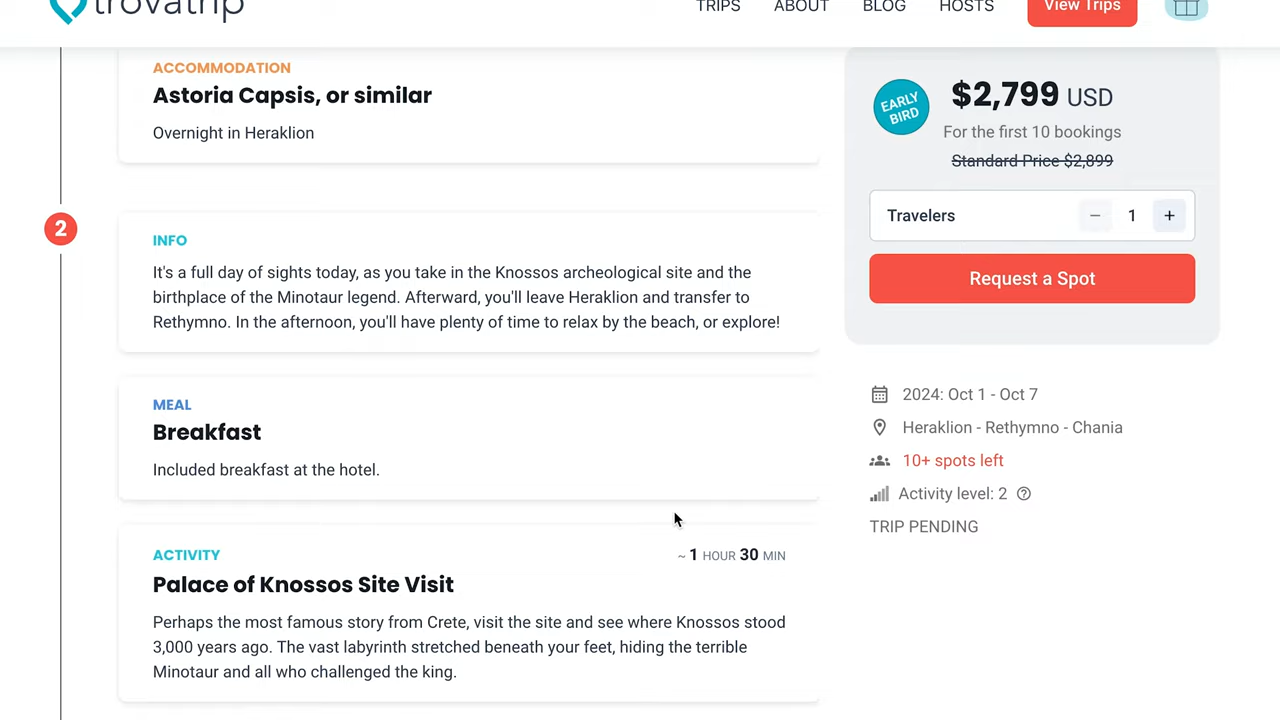 trovatrip
TRIPS
ABOUT
BLOG
HOSTS
View Trips
ACCOMMODATION
Astoria Capsis, or similar
Overnight in Heraklion
2
INFO
It's a full day of sights today, as you take in the Knossos archeological site and the
birthplace of the Minotaur legend. Afterward, you'll leave Heraklion and transfer to
Rethymno. In the afternoon, you'll have plenty of time to relax by the beach, or explore!
MEAL
Breakfast
Included breakfast at the hotel.
ACTIVITY
~ 1 HOUR 30 MIN
Palace of Knossos Site Visit
Perhaps the most famous story from Crete, visit the site and see where Knossos stood
3,000 years ago. The vast labyrinth stretched beneath your feet, hiding the terrible
Minotaur and all who challenged the king.
EARLY
BIRD
$2,799 USD
For the first 10 bookings
Standard Price $2,899
Travelers
− 1 +
Request a Spot
2024: Oct 1 - Oct 7
Heraklion - Rethymno - Chania
10+ spots left
Activity level: 2 ?
TRIP PENDING